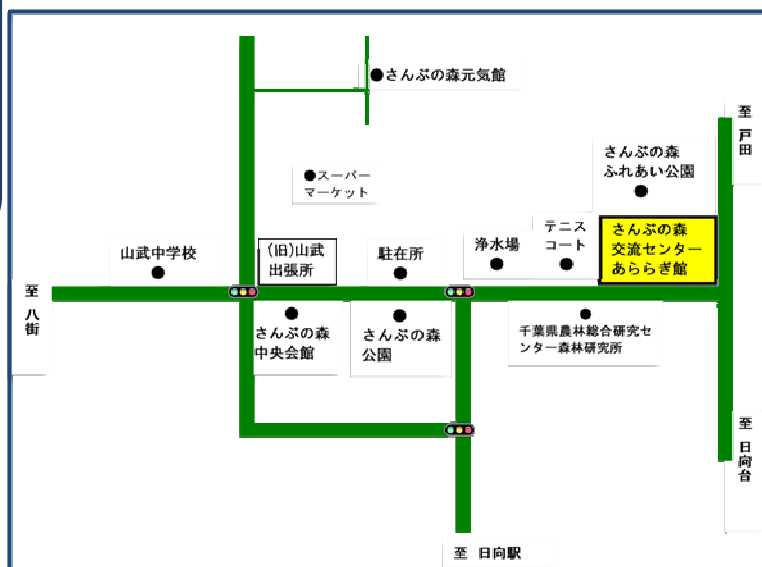 さんぶの森元気館
至 戸田
さんぶの森
ふれあい公園
スーパー
マーケット
テニス
コート
さんぶの森
交流センター
あららぎ館
浄水場
(旧)山武
出張所
駐在所
山武中学校
至 八街
さんぶの森
中央会館
さんぶの森
公園
千葉県農林総合研究セ
ンター森林研究所
至 日向台
至 日向駅